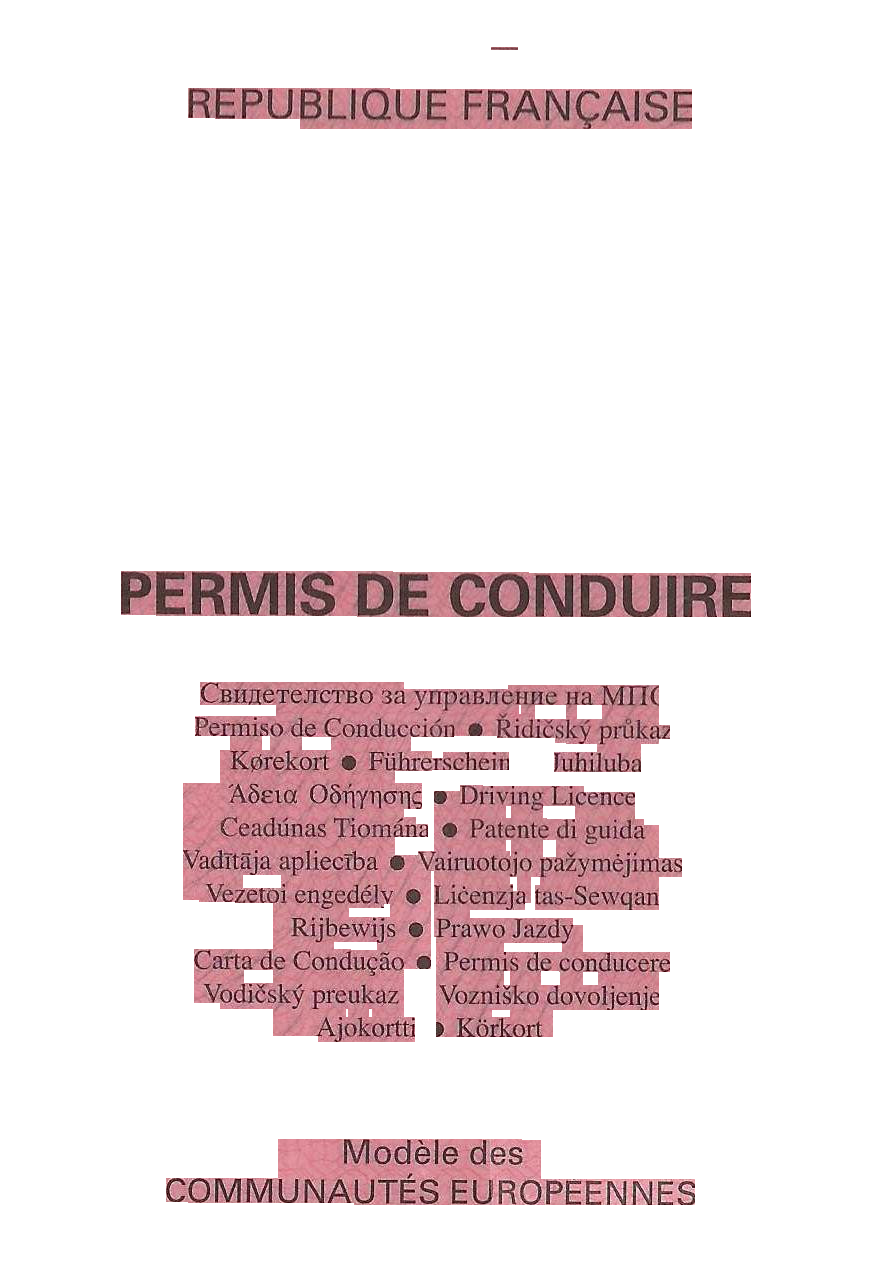 REPUBLIQUE FRANÇAISE
PERMIS DE CONDUIRE
Свидетелство за управление на МПС
Permiso de Conducción ● Řidičský průkaz
Kørekort ● Führerschein Juhiluba
Άδεια Οδήγησης ● Driving Licence
Ceadúnas Tiomána ● Patente di guida
Vadītāja apliecība ● Vairuotojo pažymėjimas
Vezetoi engedély ● Liċenzja tas-Sewqan
Rijbewijs ● Prawo Jazdy
Carta de Condução ● Permis de conducere
Vodičský preukaz Vozniško dovoljenje
Ajokortti ● Körkort
Modèle des
COMMUNAUTÉS EUROPEENNES